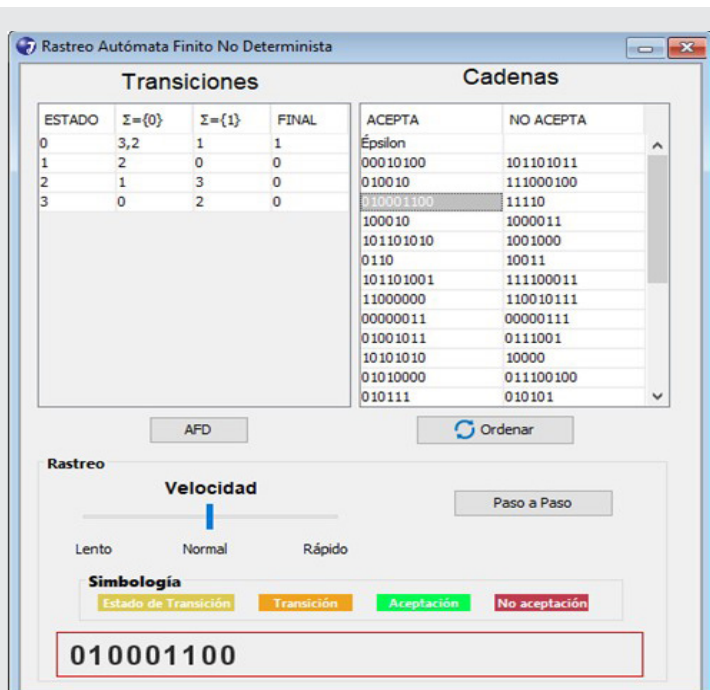 Rastreo Autómata Finito No Determinista
Transiciones
ESTADO Σ={0} Σ={1} FINAL
0 3,2 1 1
1 2 0 0
2 1 3 0
3 0 2 0
Cadenas
ACEPTA NO ACEPTA
Épsilon
00010100 101101011
010010 111000100
010001100 11110
100010 1000011
101101010 1001000
0110 10011
101101001 111100011
11000000 110010111
00000011 00000111
01001011 0111001
10101010 10000
01010000 011100100
010111 010101
AFD
Ordenar
Rastreo
Velocidad
Lento Normal Rápido
Paso a Paso
Simbología
Estado de Transición Transición Aceptación No aceptación
010001100